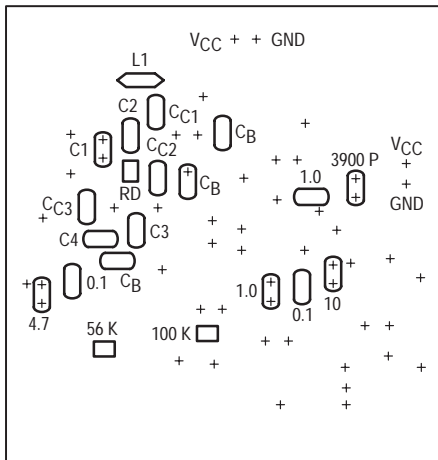 VCC + + GND
L1
C2
CC1
C1
CB
CC2
3900 P
VCC
1.0
RD
CB
GND
CC3
C3
C4
0.1
CB
1.0
0.1
10
4.7
56 K
100 K